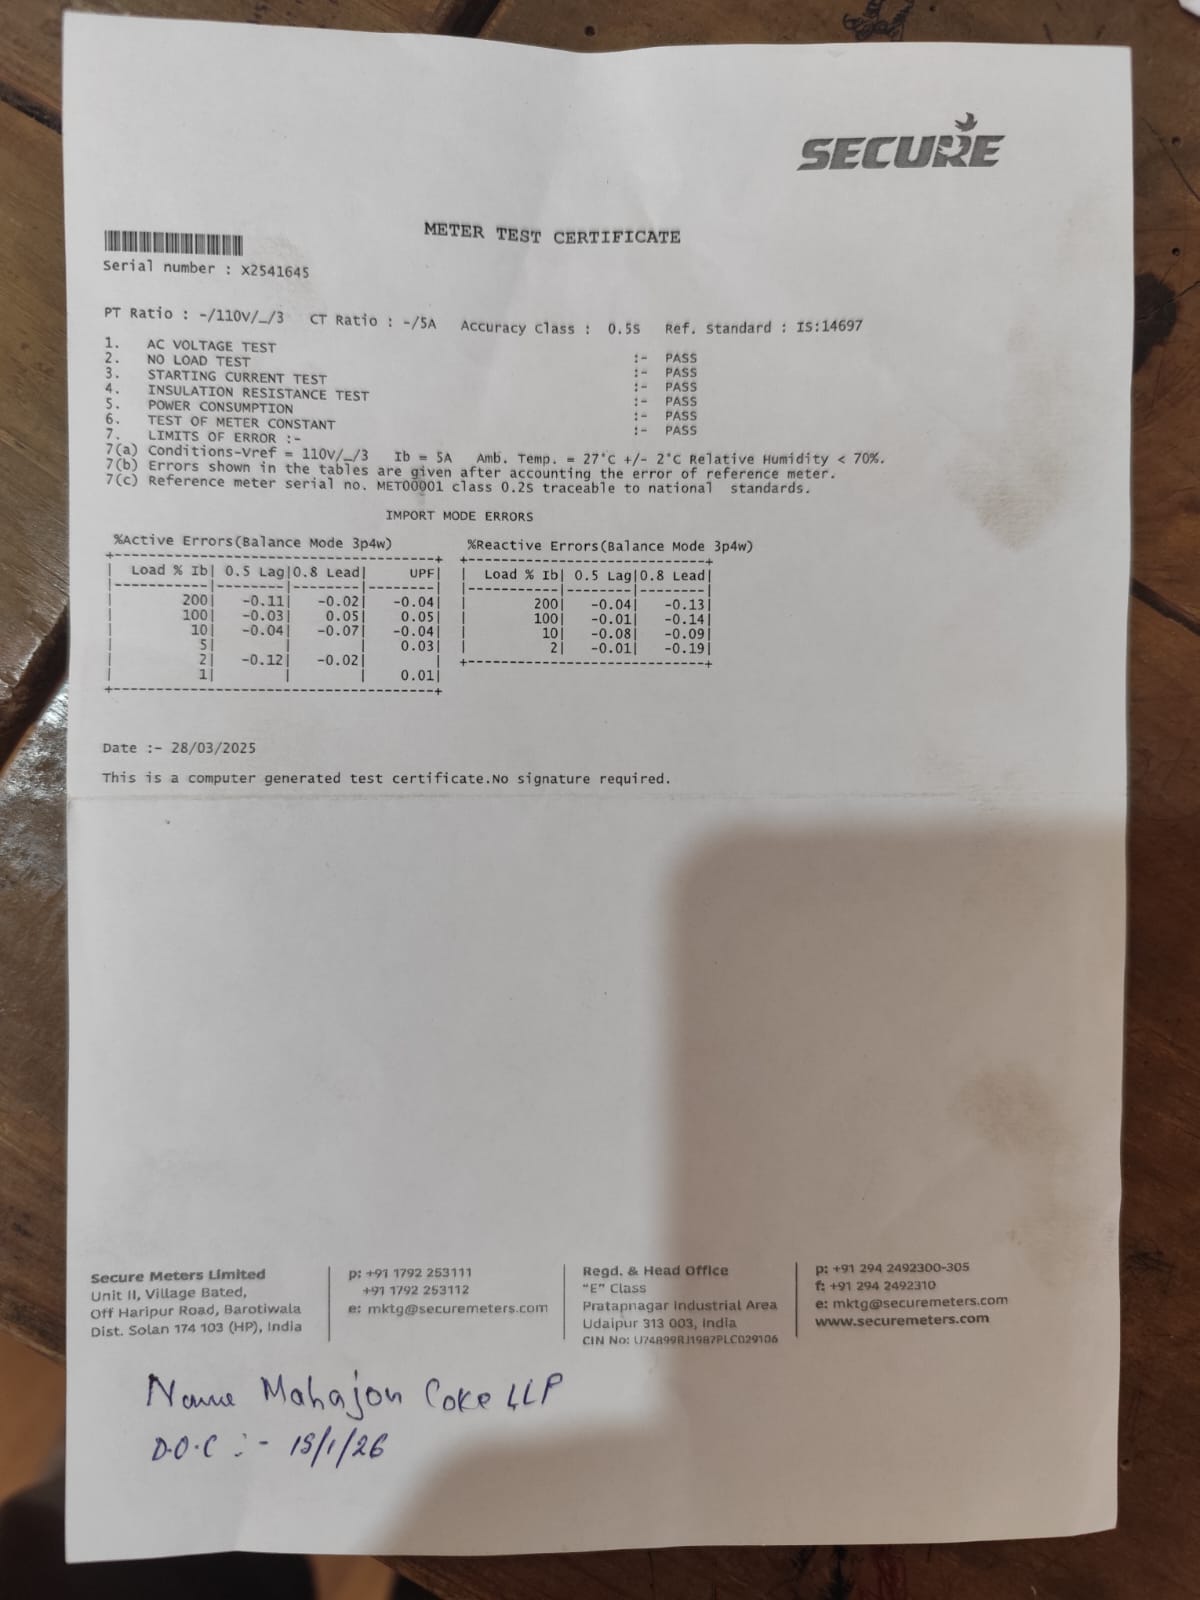 SECURE
METER TEST CERTIFICATE
Serial number : X2541645
PT Ratio : -/110V/_/3 CT Ratio : -/5A Accuracy Class : 0.5S Ref. Standard : IS:14697
1. AC VOLTAGE TEST :- PASS
2. NO LOAD TEST :- PASS
3. STARTING CURRENT TEST :- PASS
4. INSULATION RESISTANCE TEST :- PASS
5. POWER CONSUMPTION :- PASS
6. TEST OF METER CONSTANT :- PASS
7. LIMITS OF ERROR :-
7(a) Conditions-Vref = 110V/_/3 Ib = 5A Amb. Temp. = 27°C +/- 2°C Relative Humidity < 70%.
7(b) Errors shown in the tables are given after accounting the error of reference meter.
7(c) Reference meter serial no. MET00001 class 0.2S traceable to national standards.
IMPORT MODE ERRORS
%Active Errors(Balance Mode 3p4w)
Load % Ib| 0.5 Lag|0.8 Lead| UPF|
200| -0.11| -0.02| -0.04|
100| -0.03| 0.05| 0.05|
10| -0.04| -0.07| -0.04|
5| | | 0.03|
2| -0.12| -0.02| |
1| | | 0.01|
%Reactive Errors(Balance Mode 3p4w)
Load % Ib| 0.5 Lag|0.8 Lead|
200| -0.04| -0.13|
100| -0.01| -0.14|
10| -0.08| -0.09|
2| -0.01| -0.19|
Date :- 28/03/2025
This is a computer generated test certificate.No signature required.
Secure Meters Limited
Unit II, Village Bated,
Off Haripur Road, Barotiwala
Dist. Solan 174 103 (HP), India
p: +91 1792 253111
+91 1792 253112
e: mktg@securemeters.com
Regd. & Head Office
"E" Class
Pratapnagar Industrial Area
Udaipur 313 003, India
CIN No: U74899RJ1987PLC029106
p: +91 294 2492300-305
f: +91 294 2492310
e: mktg@securemeters.com
www.securemeters.com
Name Mahajon Coke LLP
D.O.C :- 15/1/26